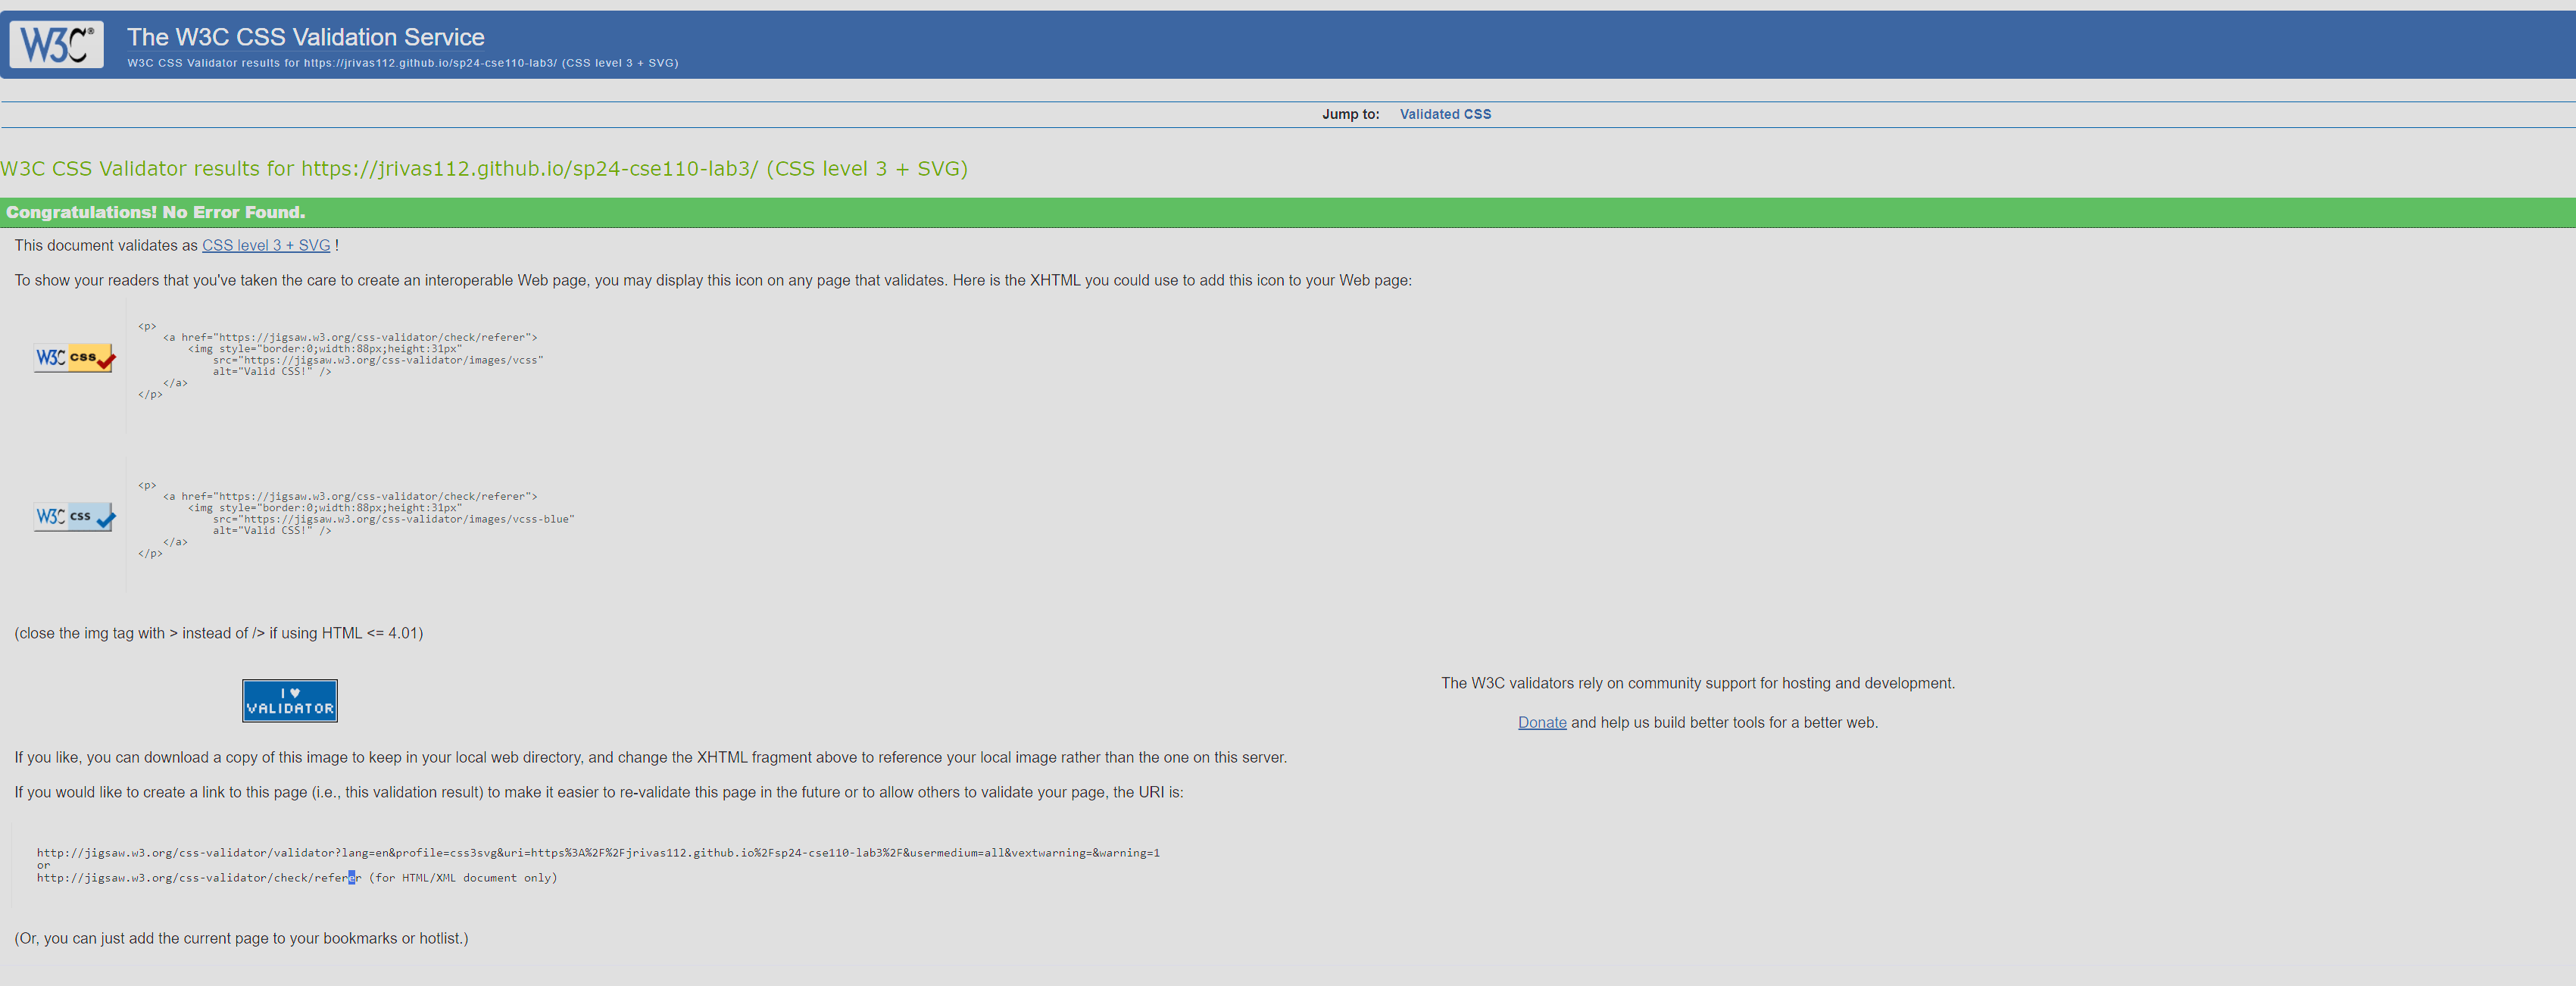 W3C®
The W3C CSS Validation Service
W3C CSS Validator results for https://jrivas112.github.io/sp24-cse110-lab3/ (CSS level 3 + SVG)
Jump to: Validated CSS
W3C CSS Validator results for https://jrivas112.github.io/sp24-cse110-lab3/ (CSS level 3 + SVG)
Congratulations! No Error Found.
This document validates as CSS level 3 + SVG !
To show your readers that you've taken the care to create an interoperable Web page, you may display this icon on any page that validates. Here is the XHTML you could use to add this icon to your Web page:
W3C css
<p>
<a href="https://jigsaw.w3.org/css-validator/check/referer">
<img style="border:0;width:88px;height:31px"
src="https://jigsaw.w3.org/css-validator/images/vcss"
alt="Valid CSS!" />
</a>
</p>
W3C css
<p>
<a href="https://jigsaw.w3.org/css-validator/check/referer">
<img style="border:0;width:88px;height:31px"
src="https://jigsaw.w3.org/css-validator/images/vcss-blue"
alt="Valid CSS!" />
</a>
</p>
(close the img tag with > instead of /> if using HTML <= 4.01)
I ♥
VALIDATOR
The W3C validators rely on community support for hosting and development.
Donate and help us build better tools for a better web.
If you like, you can download a copy of this image to keep in your local web directory, and change the XHTML fragment above to reference your local image rather than the one on this server.
If you would like to create a link to this page (i.e., this validation result) to make it easier to re-validate this page in the future or to allow others to validate your page, the URI is:
http://jigsaw.w3.org/css-validator/validator?lang=en&profile=css3svg&uri=https%3A%2F%2Fjrivas112.github.io%2Fsp24-cse110-lab3%2F&usermedium=all&vextwarning=&warning=1
or
http://jigsaw.w3.org/css-validator/check/referer (for HTML/XML document only)
(Or, you can just add the current page to your bookmarks or hotlist.)